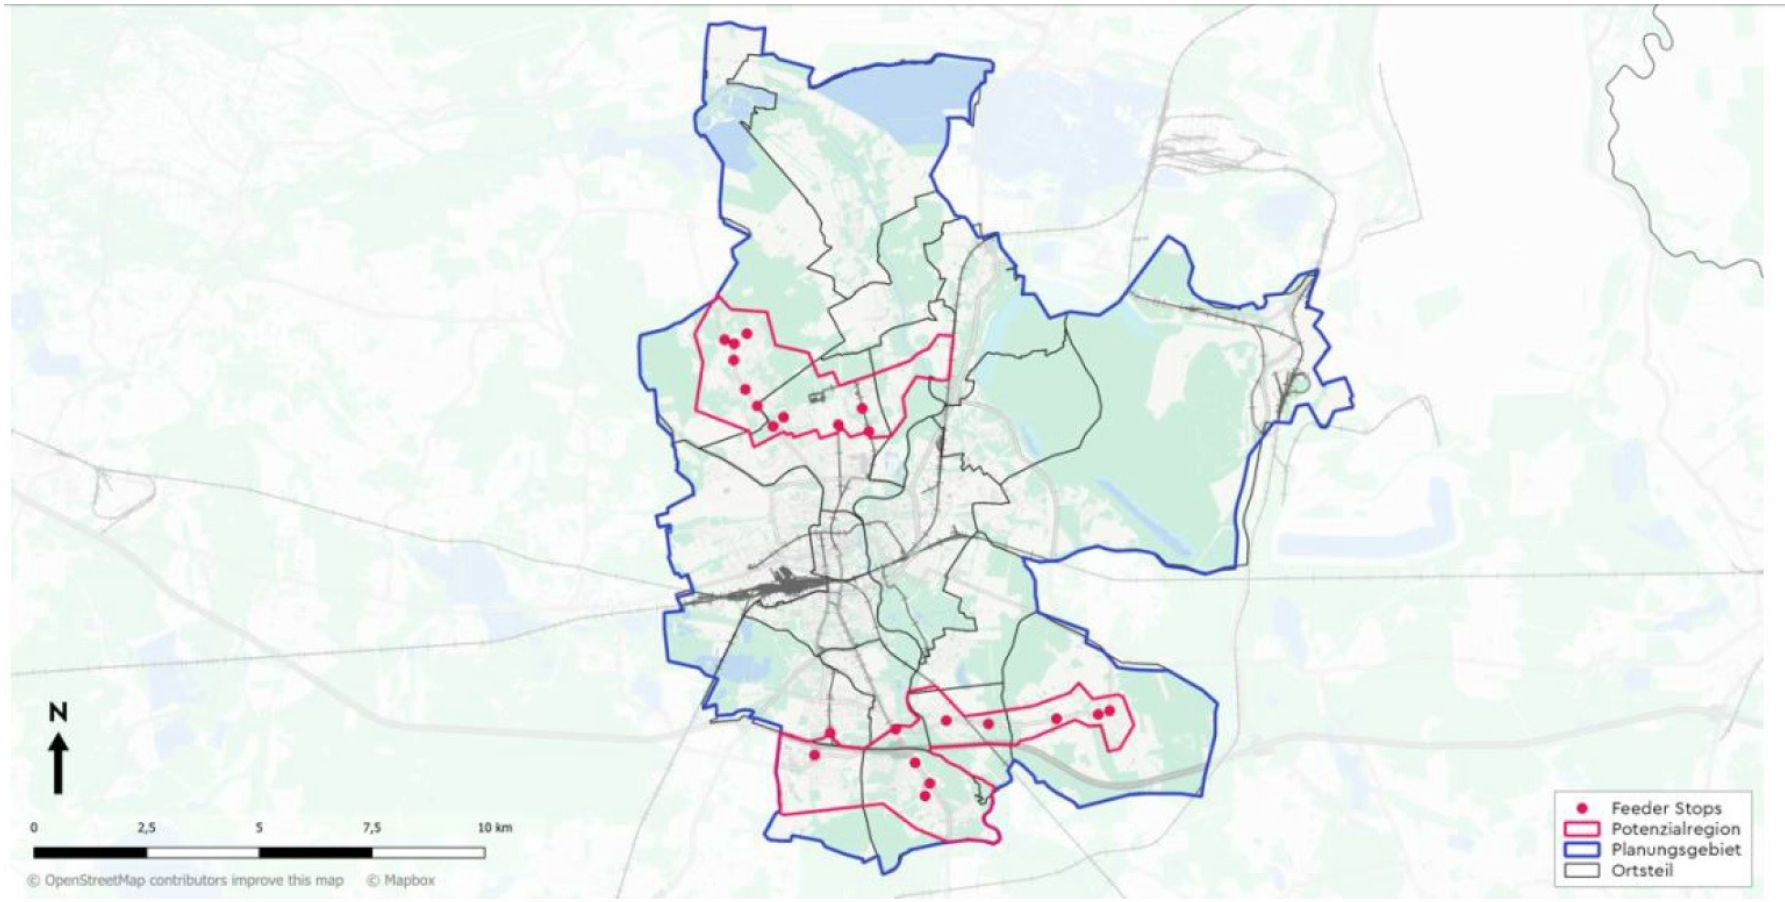 N
0 2,5 5 7,5 10 km
© OpenStreetMap contributors improve this map © Mapbox
Feeder Stops
Potenzialregion
Planungsgebiet
Ortsteil